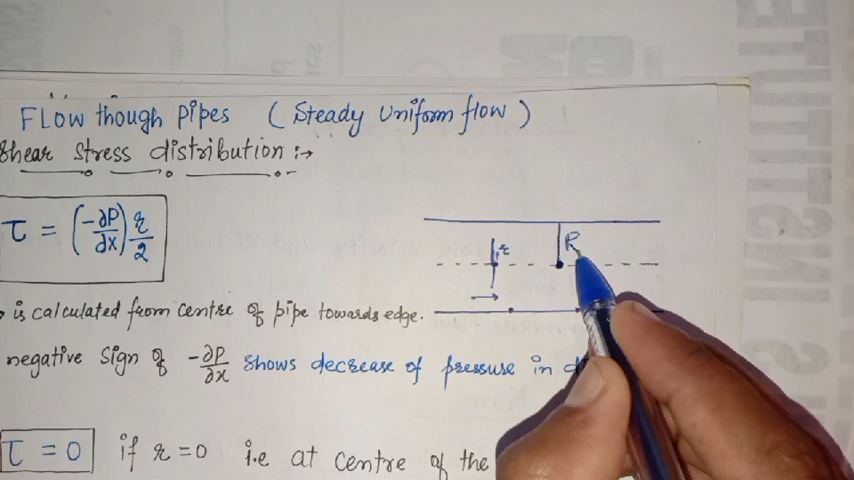 FLow though Pipes (Steady Uniform flow)
Shear stress distribution :→
τ = (-∂P/∂x) r/2
r
R
is calculated from centre of pipe towards edge.
negative sign of -∂P/∂x shows decrease of pressure in
τ = 0 if r = 0 i.e at centre of the
INSTITUTE